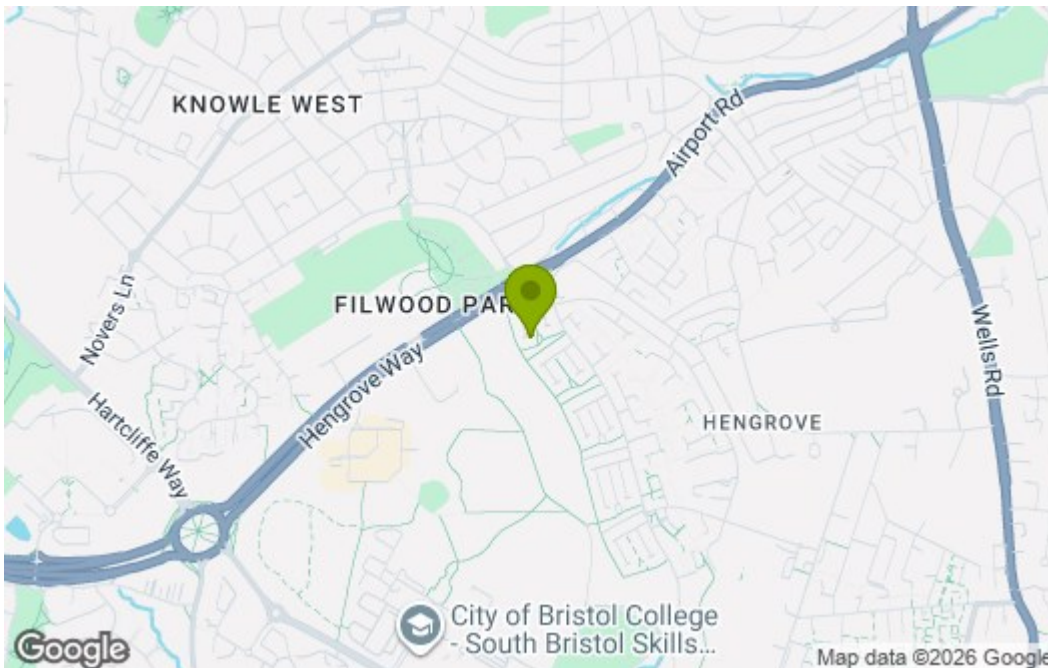 KNOWLE WEST
Airport Rd
Novers Ln
FILWOOD PAR
Wells Rd
Hengrove Way
Hartcliffe Way
HENGROVE
City of Bristol College
- South Bristol Skills...
Google
Map data ©2026 Google